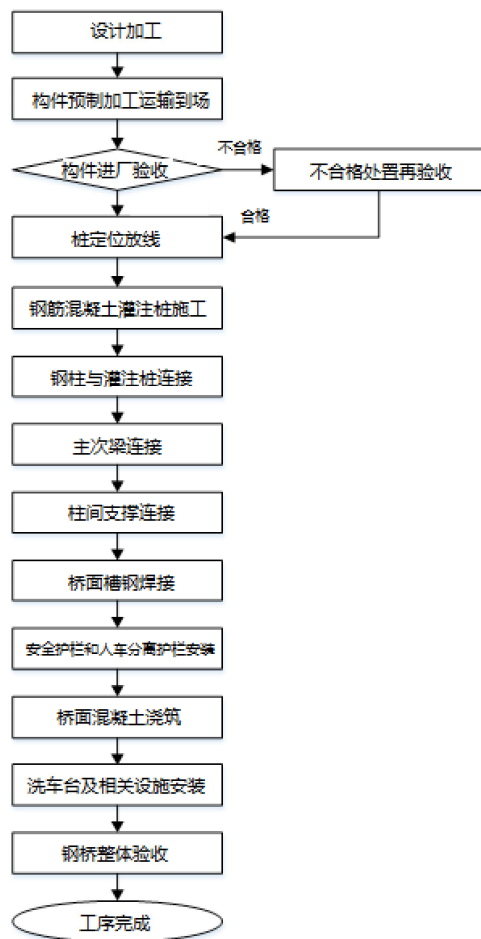 设计加工
构件预制加工运输到场
不合格
构件进厂验收
不合格处置再验收
合格
桩定位放线
钢筋混凝土灌注桩施工
钢柱与灌注桩连接
主次梁连接
柱间支撑连接
桥面槽钢焊接
安全护栏和人车分离护栏安装
桥面混凝土浇筑
洗车台及相关设施安装
钢桥整体验收
工序完成